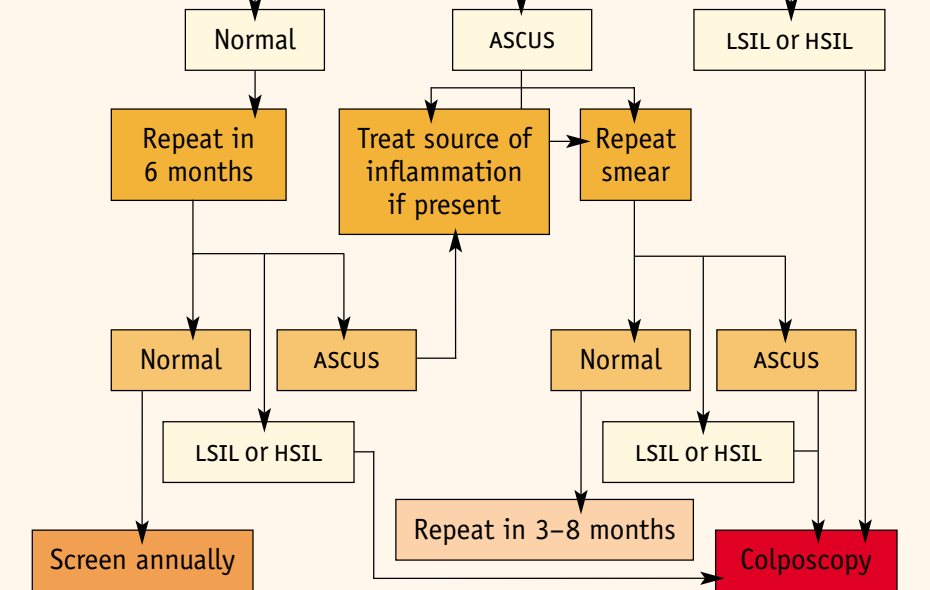 Normal
ASCUS
LSIL or HSIL
Repeat in
6 months
Treat source of
inflammation
if present
Repeat
smear
Normal
ASCUS
Normal
ASCUS
LSIL or HSIL
LSIL or HSIL
Repeat in 3–8 months
Screen annually
Colposcopy